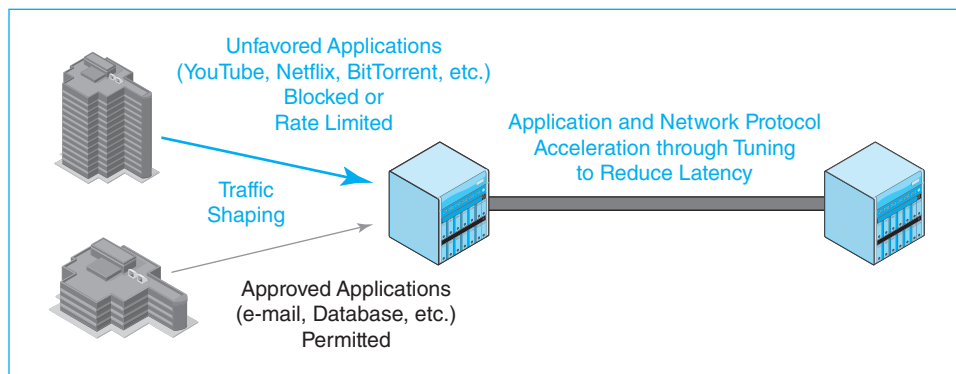 Unfavored Applications
(YouTube, Netflix, BitTorrent, etc.)
Blocked or
Rate Limited
Application and Network Protocol
Acceleration through Tuning
to Reduce Latency
Traffic
Shaping
Approved Applications
(e-mail, Database, etc.)
Permitted